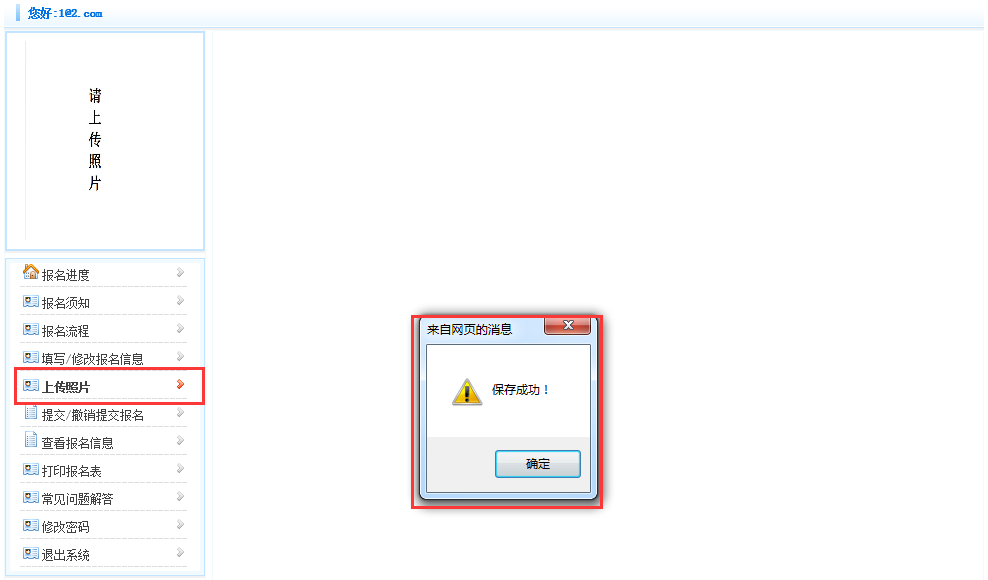 您好:1@2.com
请
上
传
照
片
报名进度
报名须知
报名流程
填写/修改报名信息
上传照片
提交/撤销提交报名
查看报名信息
打印报名表
常见问题解答
修改密码
退出系统
来自网页的消息
保存成功！
确定